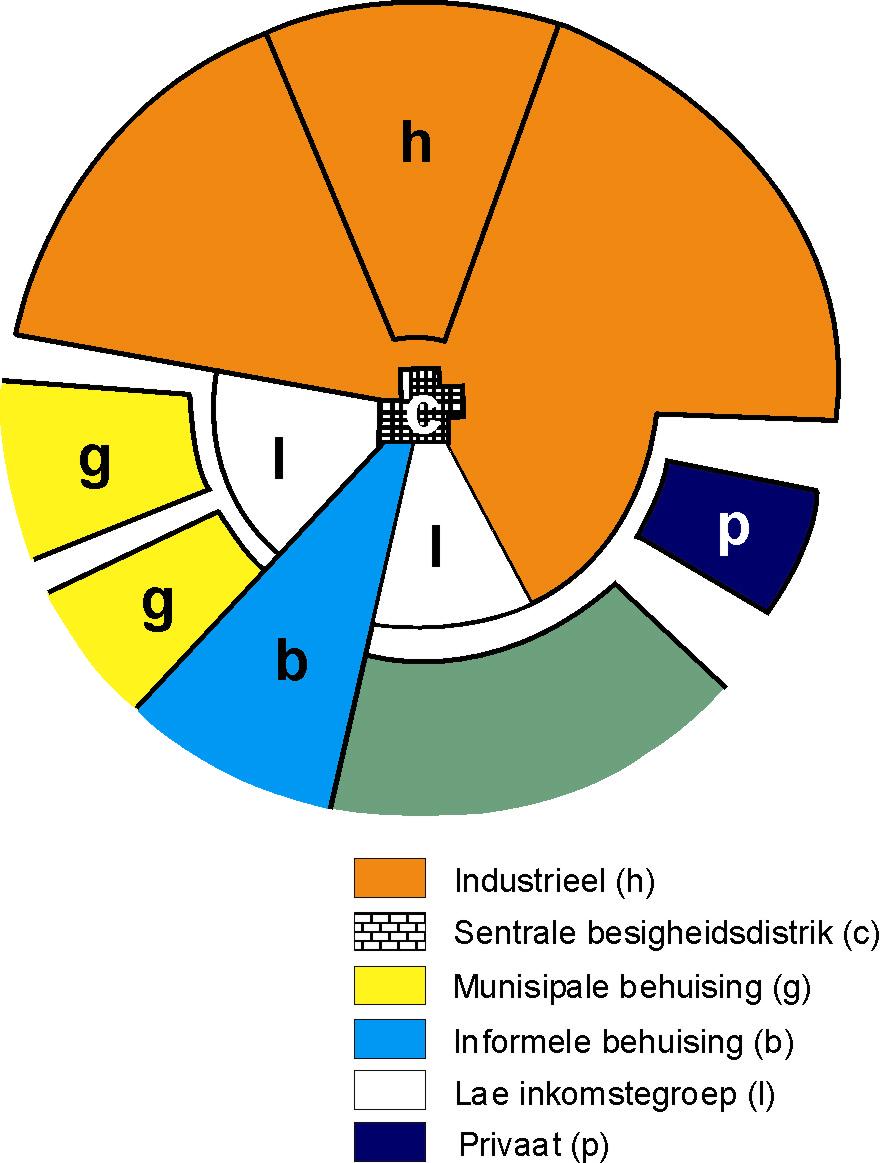 h
c
g
l
l
p
g
b
Industrieel (h)
Sentrale besigheidsdistrik (c)
Munisipale behuising (g)
Informele behuising (b)
Lae inkomstegroep (l)
Privaat (p)